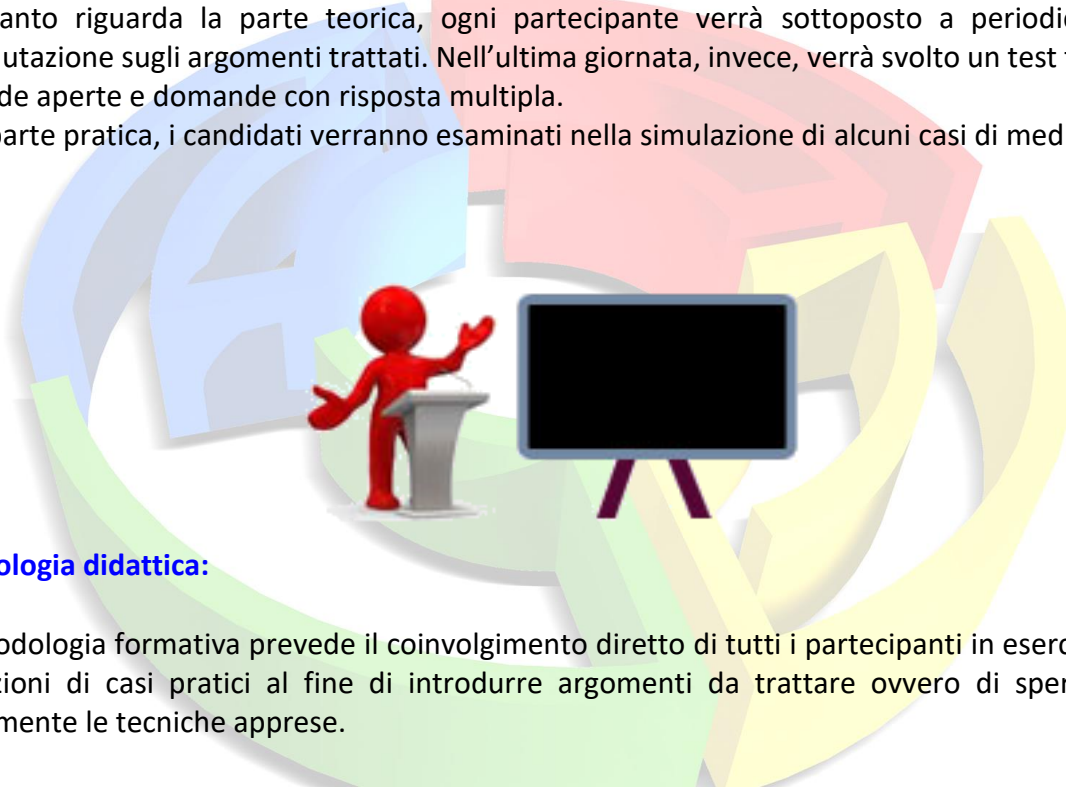 anto riguarda la parte teorica, ogni partecipante verrà sottoposto a periodic
utazione sugli argomenti trattati. Nell’ultima giornata, invece, verrà svolto un test t
de aperte e domande con risposta multipla.
parte pratica, i candidati verranno esaminati nella simulazione di alcuni casi di med
ologia didattica:
odologia formativa prevede il coinvolgimento diretto di tutti i partecipanti in eserc
zioni di casi pratici al fine di introdurre argomenti da trattare ovvero di sper
mente le tecniche apprese.